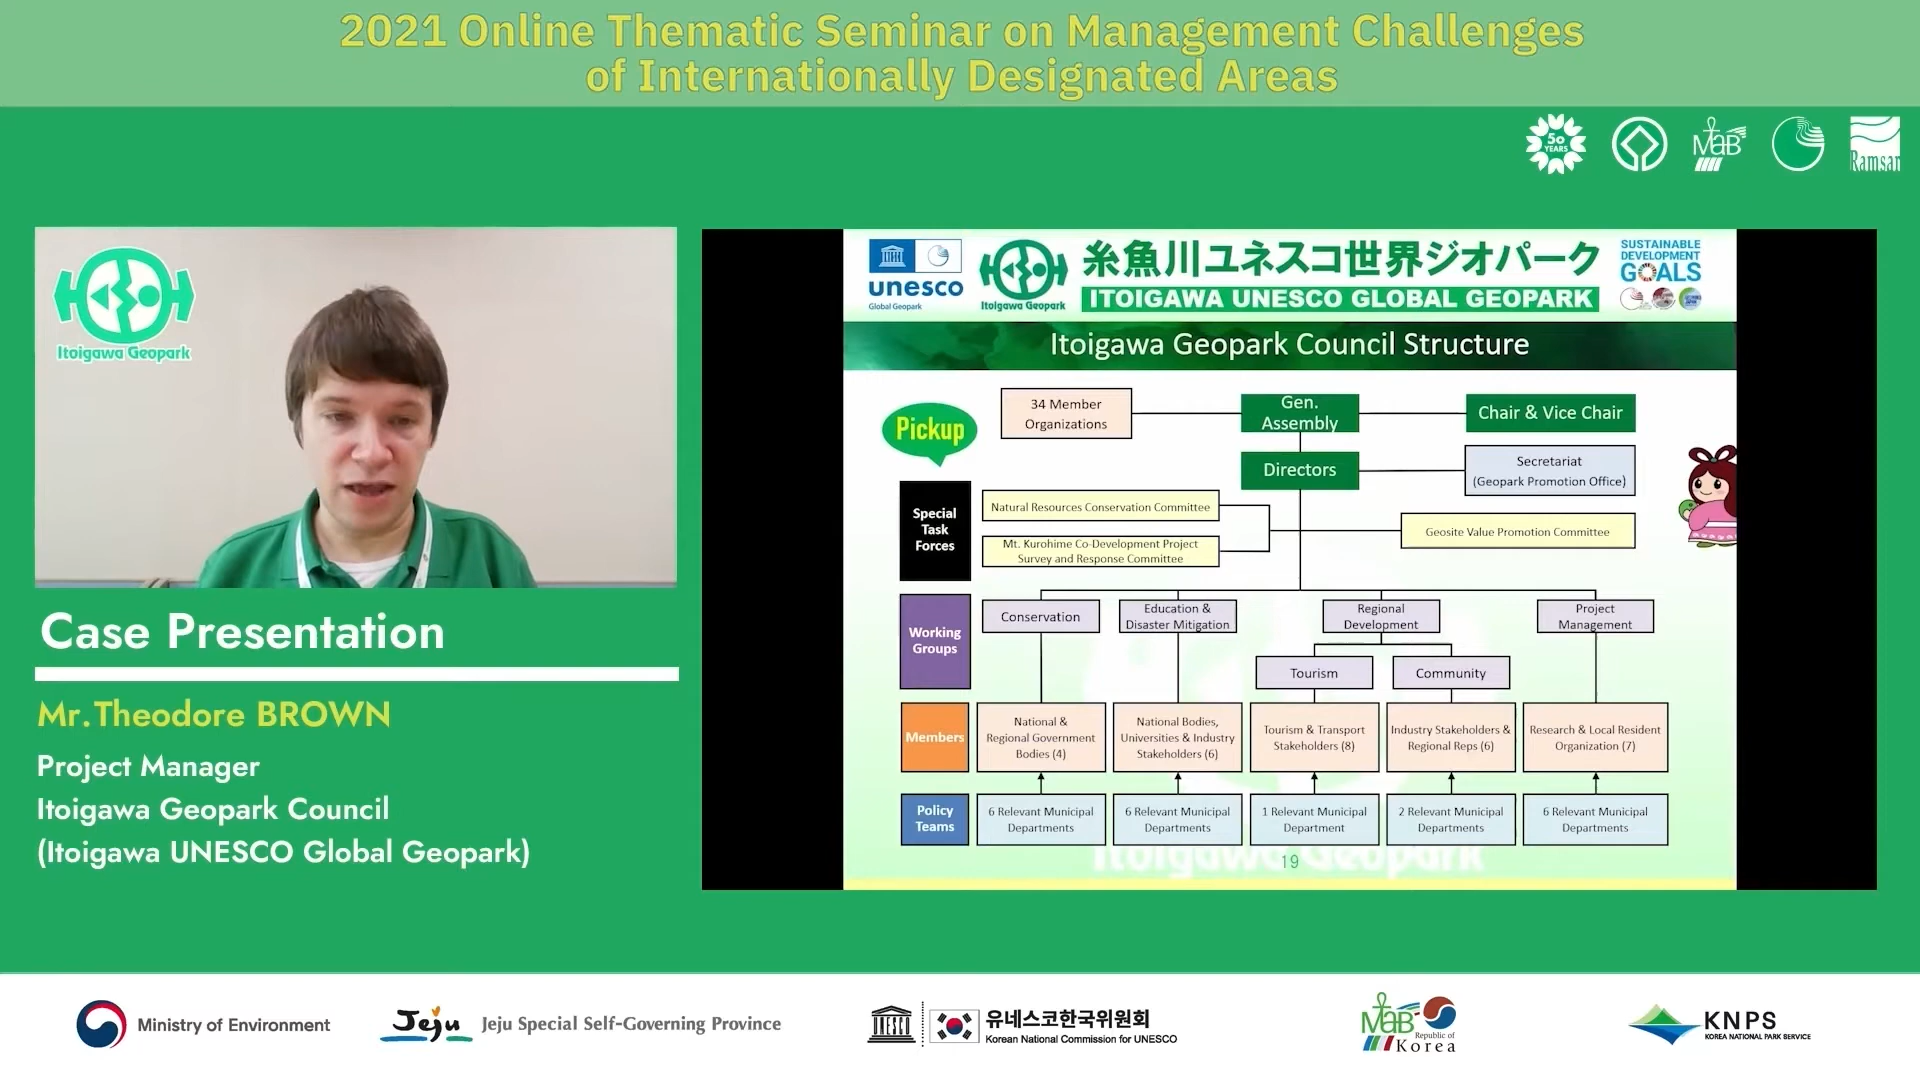 2021 Online Thematic Seminar on Management Challenges
of Internationally Designated Areas
50
YEARS
MaB
Ramsar
Itoigawa Geopark
Case Presentation
Mr.Theodore BROWN
Project Manager
Itoigawa Geopark Council
(Itoigawa UNESCO Global Geopark)
unesco
Global Geopark
Itoigawa Geopark
糸魚川ユネスコ世界ジオパーク
ITOIGAWA UNESCO GLOBAL GEOPARK
SUSTAINABLE
DEVELOPMENT
GOALS
Itoigawa Geopark Council Structure
Pickup
34 Member
Organizations
Gen.
Assembly
Chair & Vice Chair
Directors
Secretariat
(Geopark Promotion Office)
Special
Task
Forces
Natural Resources Conservation Committee
Mt. Kurohime Co-Development Project
Survey and Response Committee
Geosite Value Promotion Committee
Working
Groups
Conservation
Education &
Disaster Mitigation
Regional
Development
Project
Management
Tourism
Community
Members
National &
Regional Government
Bodies (4)
National Bodies,
Universities & Industry
Stakeholders (6)
Tourism & Transport
Stakeholders (8)
Industry Stakeholders &
Regional Reps (6)
Research & Local Resident
Organization (7)
Policy
Teams
6 Relevant Municipal
Departments
6 Relevant Municipal
Departments
1 Relevant Municipal
Department
2 Relevant Municipal
Departments
6 Relevant Municipal
Departments
Itoigawa Geopark
19
Ministry of Environment
Jeju
Jeju Special Self-Governing Province
UNESCO
유네스코한국위원회
Korean National Commission for UNESCO
MaB
Republic of
Korea
KNPS
KOREA NATIONAL PARK SERVICE